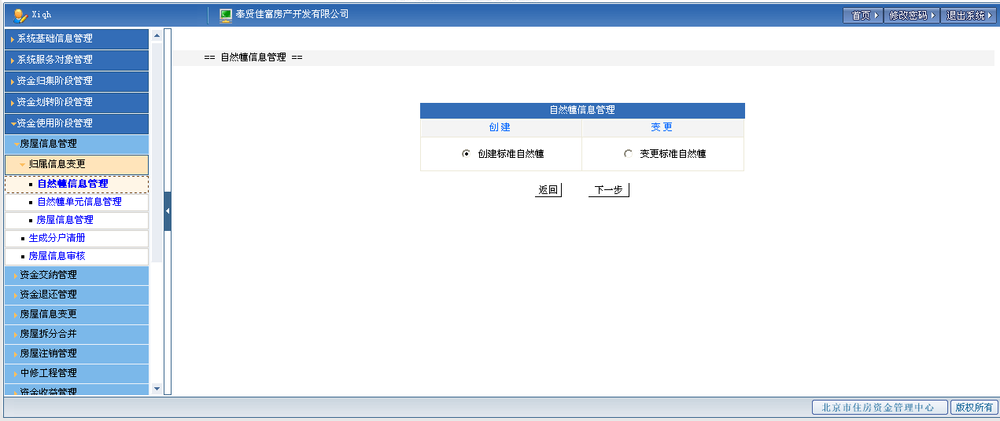 Xiqh
奉贤佳富房产开发有限公司
首页
修改密码
退出系统
系统基础信息管理
系统服务对象管理
资金归集阶段管理
资金划转阶段管理
资金使用阶段管理
房屋信息管理
归属信息变更
自然幢信息管理
自然幢单元信息管理
房屋信息管理
生成分户清册
房屋信息审核
资金交纳管理
资金退还管理
房屋信息变更
房屋拆分合并
房屋注销管理
中修工程管理
资金收益管理
== 自然幢信息管理 ==
自然幢信息管理
创 建 变 更
创建标准自然幢 变更标准自然幢
返回 下一步
北京市住房资金管理中心 版权所有